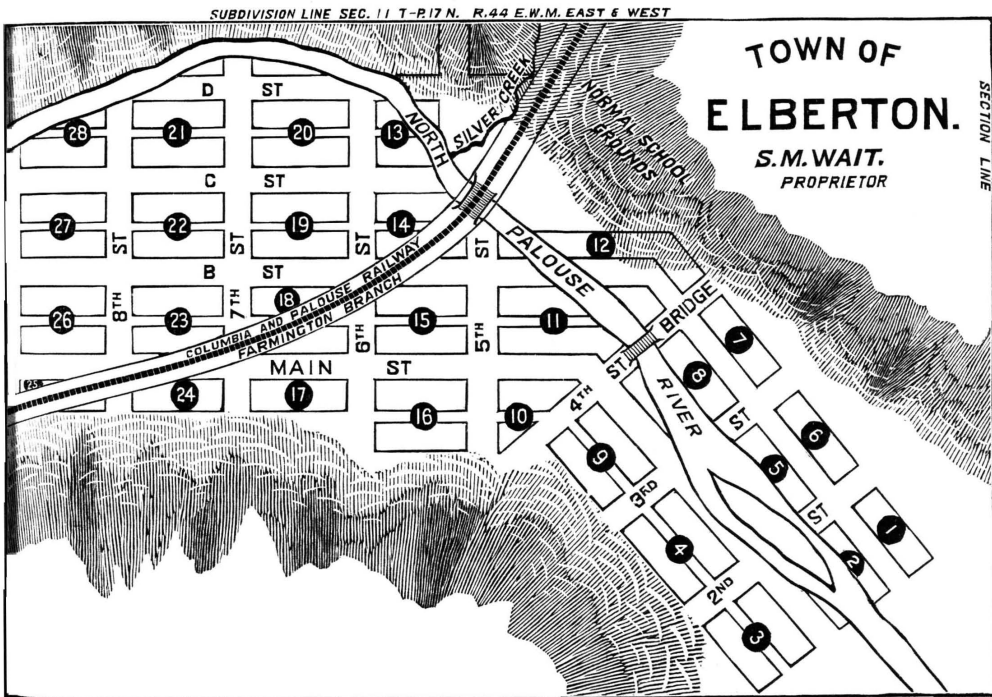 SUBDIVISION LINE SEC. 11 T-P.17 N. R.44 E.W.M. EAST & WEST
TOWN OF
ELBERTON.
S.M. WAIT.
PROPRIETOR
SECTION LINE
NORMAL SCHOOL
GROUNDS
SILVER CREEK
NORTH
PALOUSE
RIVER
D ST
28
21
20
13
C ST
27
22
19
14
12
8TH ST
7TH ST
6TH ST
5TH ST
B ST
COLUMBIA AND PALOUSE RAILWAY
FARMINGTON BRANCH
26
23
18
15
11
MAIN ST
25
24
17
16
10
BRIDGE ST.
7
8
6
5
1
2
4TH
9
3RD ST
4
2ND ST
3